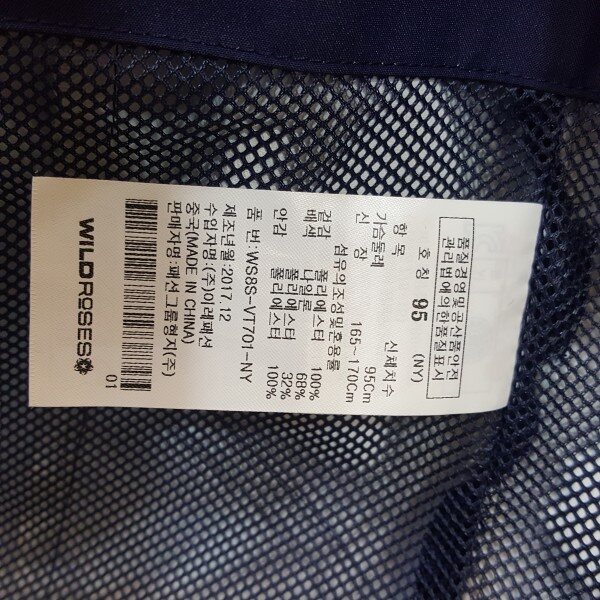 품질경영및공산품안전
관리법에의한품질표시
호칭 95 (NY)
항목 신체치수
가슴둘레 95Cm
신 장 165~170Cm
섬유의조성및혼용률
겉감 폴리에스터 100%
배색 나일론 68%
폴리에스터 32%
안감 폴리에스터 100%
품 번:WS8S-VT701-NY
제조년월:2017.12
수입자명:(주)이레패션
중국(MADE IN CHINA)
판매자명:패션그룹형지(주)
01
WILDROSES